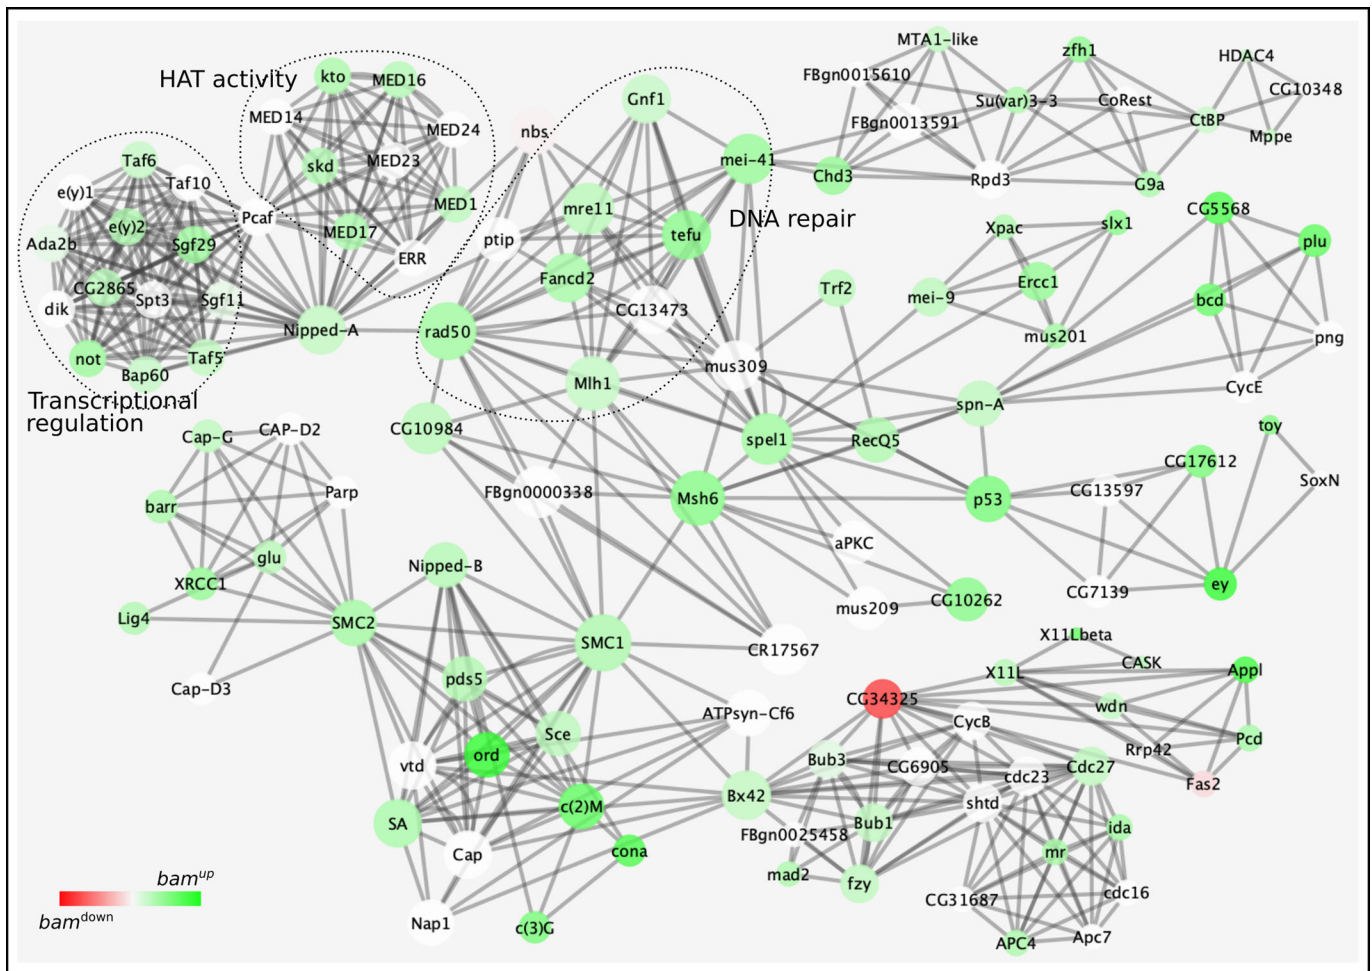 MTA1-like
zfh1
HDAC4
FBgn0015610
CG10348
HAT activity
kto
MED16
Gnf1
Su(var)3-3
CoRest
MED14
FBgn0013591
CtBP
MED24
nbs
Mppe
Taf6
mei-41
MED23
skd
Chd3
Rpd3
G9a
Taf10
e(y)1
MED1
mre11
CG5568
Pcaf
DNA repair
e(y)2
MED17
tefu
Xpac
slx1
Ada2b
Sgf29
ptip
plu
ERR
Fancd2
Ercc1
CG2865
Trf2
mei-9
bcd
Spt3
Sgf11
dik
CG13473
Nipped-A
rad50
mus201
png
not
Taf5
mus309
Bap60
Mlh1
CycE
Transcriptional
regulation
spn-A
CG10984
toy
Cap-G
CAP-D2
spel1
RecQ5
CG17612
SoxN
Parp
FBgn0000338
Msh6
p53
CG13597
barr
aPKC
glu
Nipped-B
XRCC1
CG7139
ey
mus209
CG10262
Lig4
SMC2
X11Lbeta
SMC1
CR17567
CASK
X11L
Appl
pds5
Cap-D3
CG34325
wdn
ATPsyn-Cf6
CycB
Sce
Pcd
Rrp42
vtd
ord
Bub3
CG6905
Cdc27
cdc23
Fas2
Bx42
c(2)M
shtd
SA
Bub1
ida
FBgn0025458
Cap
cona
mr
mad2
bam^up
fzy
cdc16
CG31687
bam^down
Nap1
c(3)G
Apc7
APC4